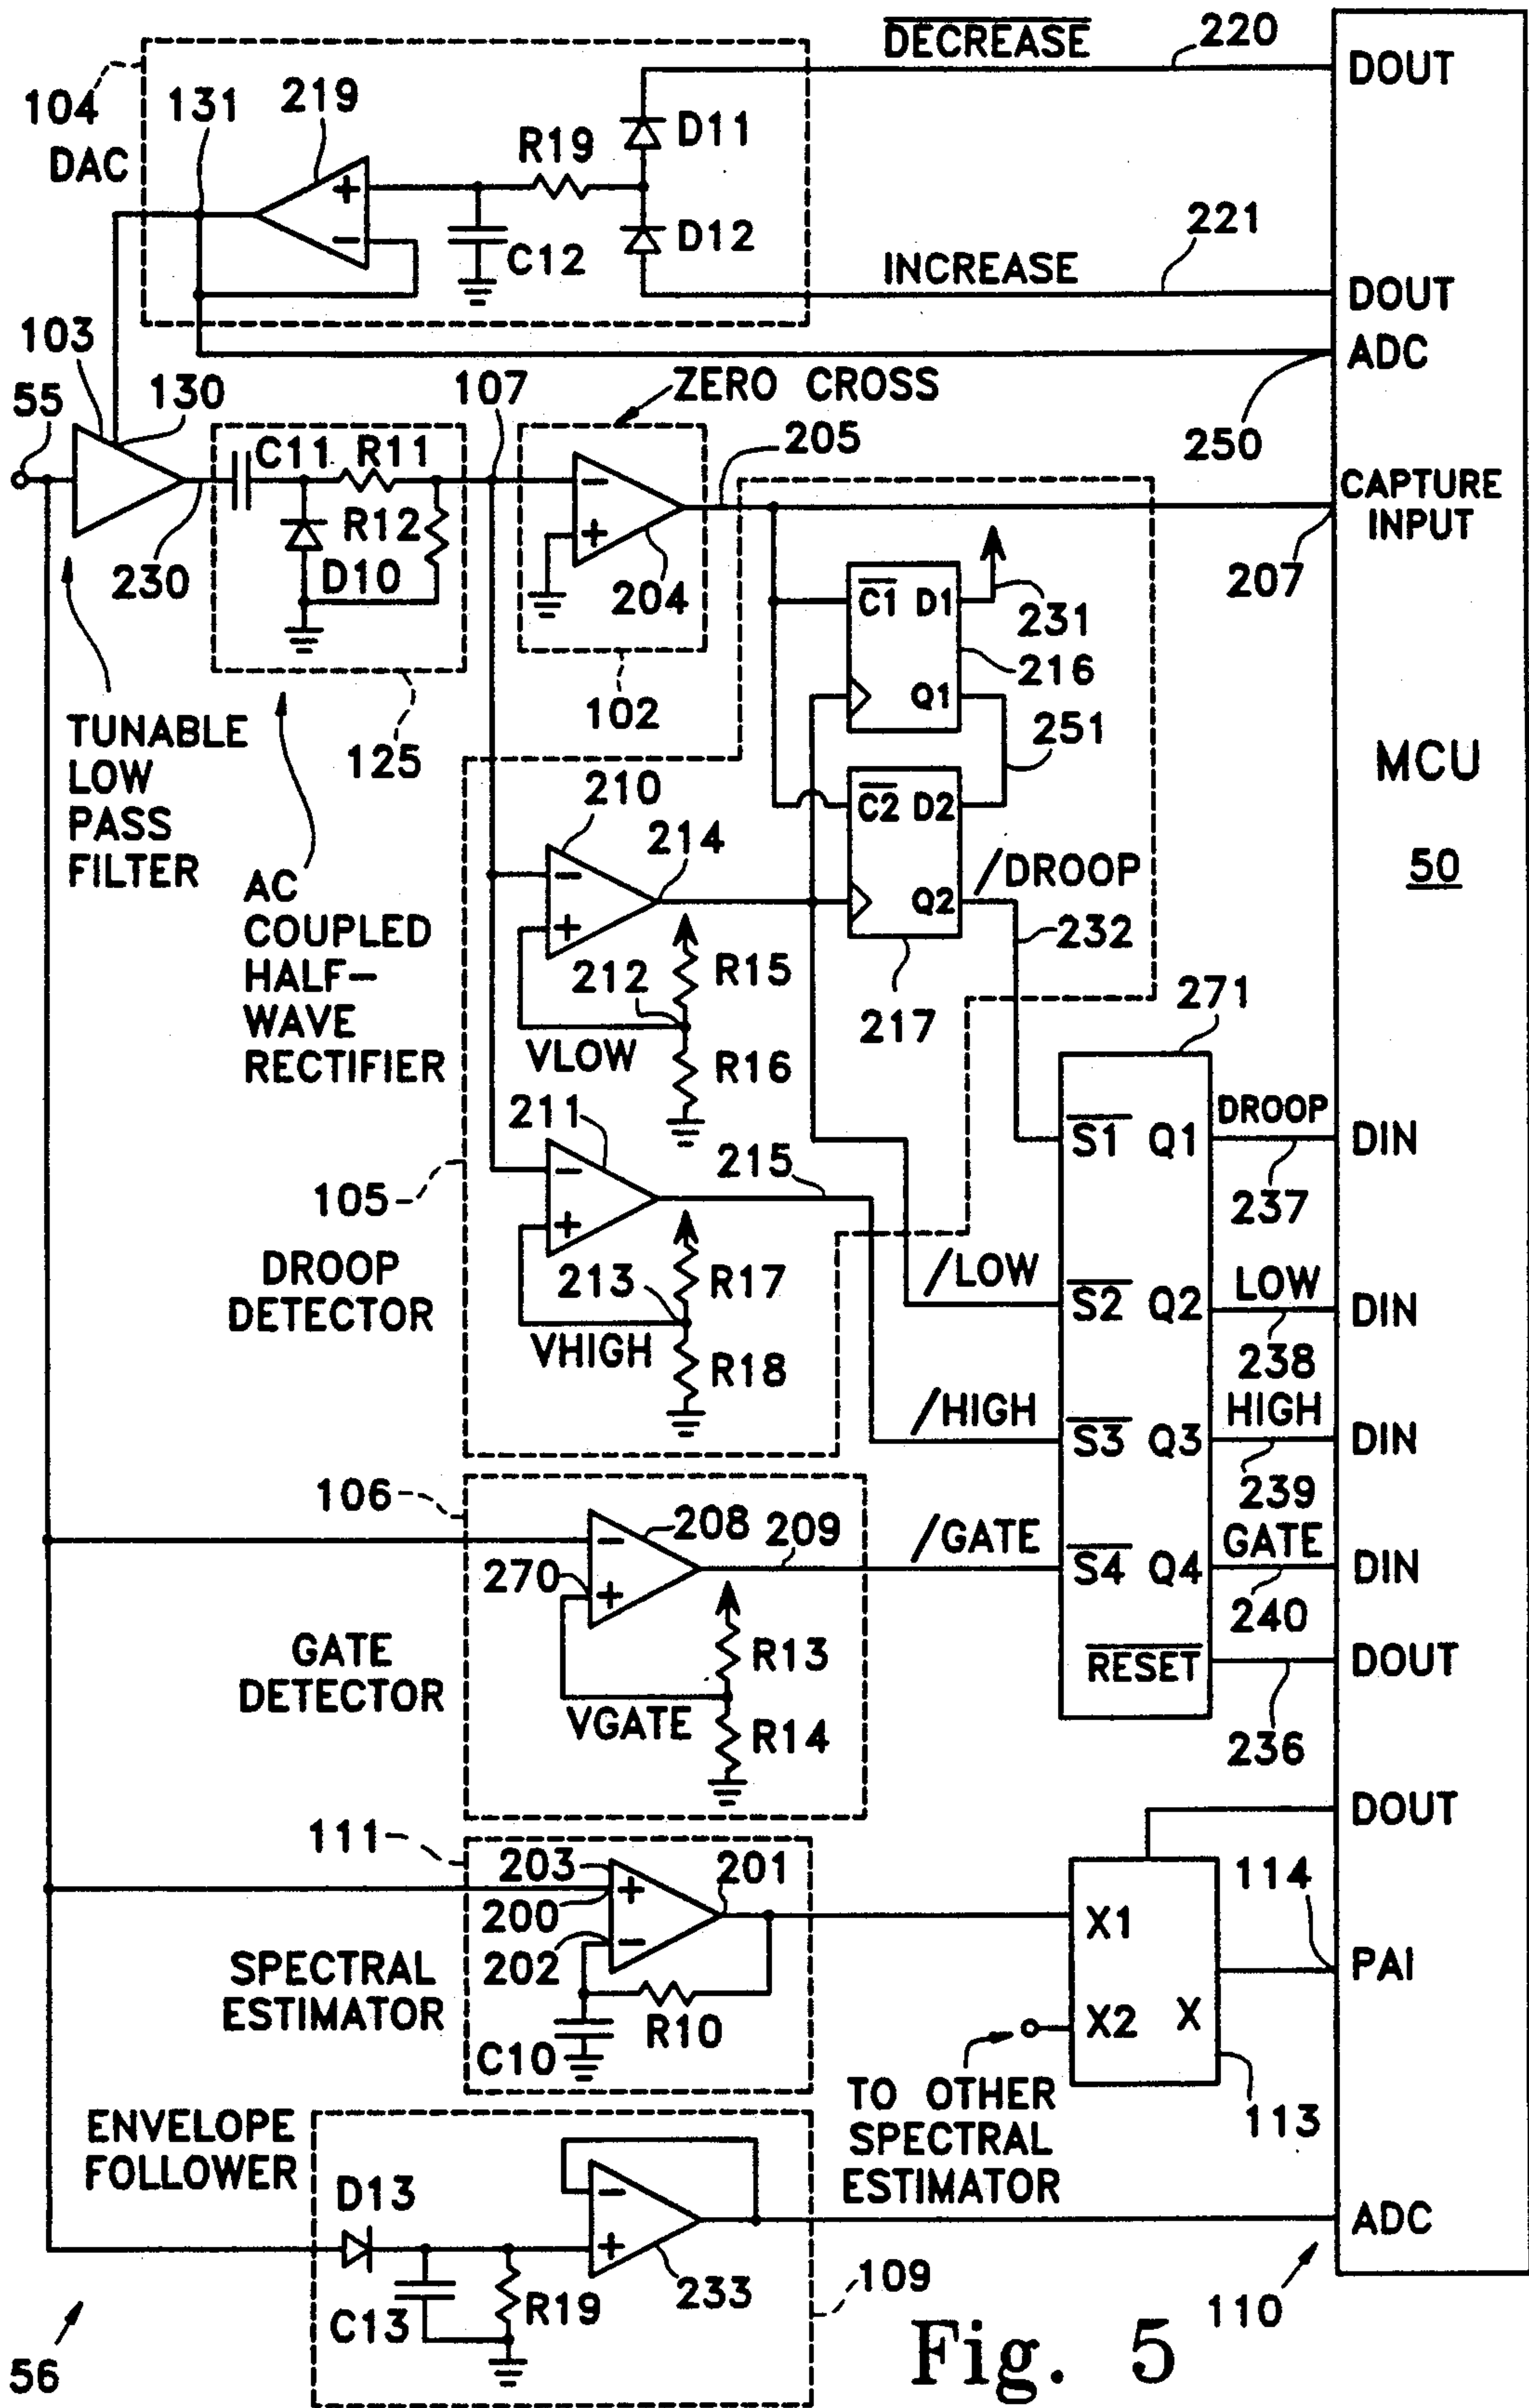 DECREASE
220
DOUT
104
131
219
DAC
R19
D11
D12
C12
221
INCREASE
DOUT
ADC
103
55
130
107
ZERO CROSS
205
250
C11
R11
R12
D10
230
204
CAPTURE
INPUT
207
C1 D1
Q1
231
216
102
251
125
TUNABLE
LOW
PASS
FILTER
MCU
50
210
214
C2 D2
Q2
/DROOP
232
AC
COUPLED
HALF-
WAVE
RECTIFIER
212
R15
VLOW
R16
217
271
211
215
105
DROOP
DETECTOR
213
R17
VHIGH
R18
S1 Q1
DROOP
DIN
237
/LOW
S2 Q2
LOW
DIN
238
/HIGH
S3 Q3
HIGH
DIN
239
106
208
209
270
/GATE
S4 Q4
GATE
DIN
240
GATE
DETECTOR
R13
VGATE
R14
RESET
DOUT
236
DOUT
111
203
200
202
201
SPECTRAL
ESTIMATOR
R10
C10
X1
X2 X
114
PAI
TO OTHER
SPECTRAL
ESTIMATOR
113
ENVELOPE
FOLLOWER
D13
C13
R19
233
109
ADC
110
56
Fig. 5